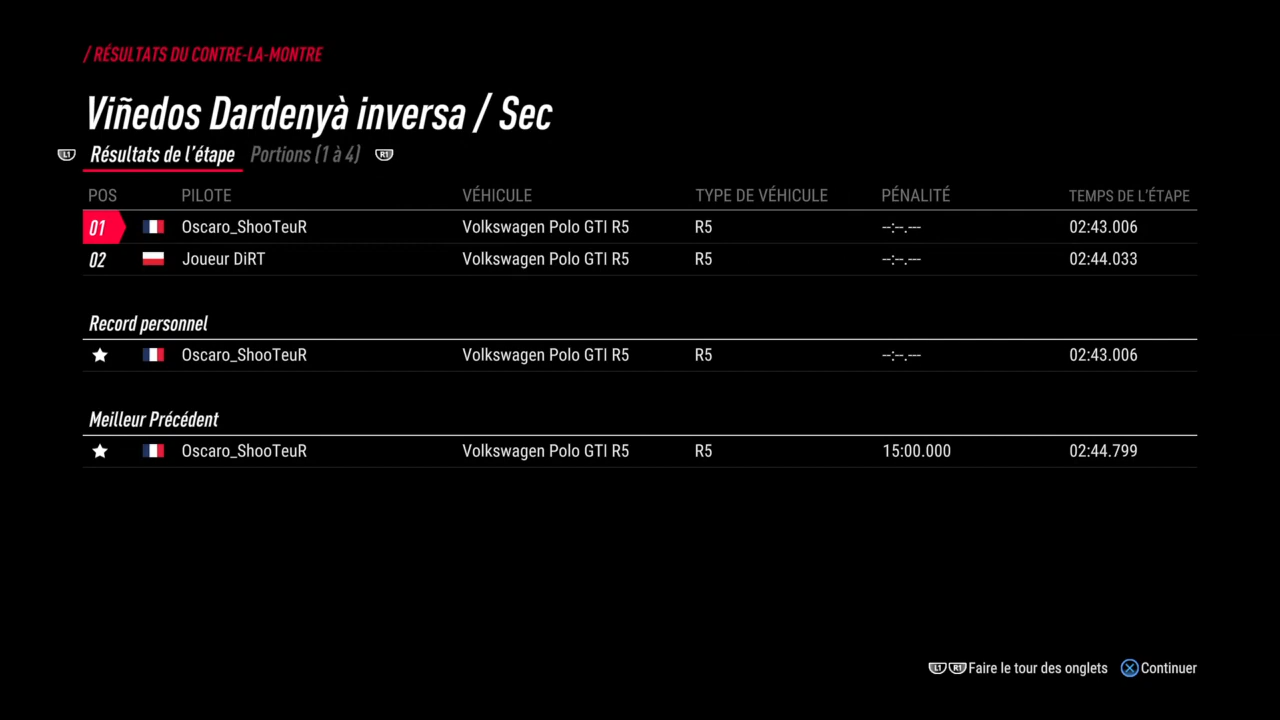 / RÉSULTATS DU CONTRE-LA-MONTRE
Viñedos Dardenyà inversa / Sec
L1 Résultats de l'étape Portions (1 à 4) R1
POS PILOTE VÉHICULE TYPE DE VÉHICULE PÉNALITÉ TEMPS DE L'ÉTAPE
01 Oscaro_ShooTeuR Volkswagen Polo GTI R5 R5 --:--.--- 02:43.006
02 Joueur DiRT Volkswagen Polo GTI R5 R5 --:--.--- 02:44.033
Record personnel
Oscaro_ShooTeuR Volkswagen Polo GTI R5 R5 --:--.--- 02:43.006
Meilleur Précédent
Oscaro_ShooTeuR Volkswagen Polo GTI R5 R5 15:00.000 02:44.799
L1 R1 Faire le tour des onglets Continuer